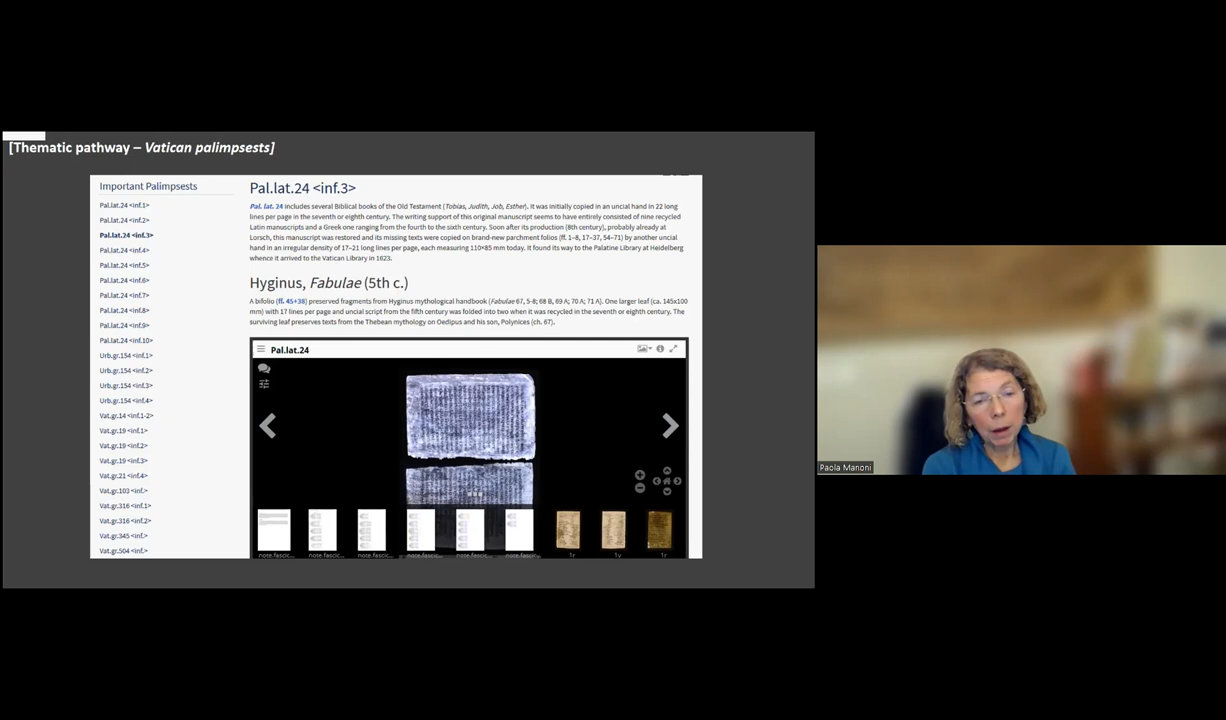 [Thematic pathway – Vatican palimpsests]
Important Palimpsests
Pal.lat.24 <inf.1>
Pal.lat.24 <inf.2>
Pal.lat.24 <inf.3>
Pal.lat.24 <inf.4>
Pal.lat.24 <inf.5>
Pal.lat.24 <inf.6>
Pal.lat.24 <inf.7>
Pal.lat.24 <inf.8>
Pal.lat.24 <inf.9>
Pal.lat.24 <inf.10>
Urb.gr.154 <inf.1>
Urb.gr.154 <inf.2>
Urb.gr.154 <inf.3>
Urb.gr.154 <inf.4>
Vat.gr.14 <inf.1-2>
Vat.gr.19 <inf.1>
Vat.gr.19 <inf.2>
Vat.gr.19 <inf.3>
Vat.gr.21 <inf.4>
Vat.gr.103 <inf.>
Vat.gr.316 <inf.1>
Vat.gr.316 <inf.2>
Vat.gr.345 <inf.>
Vat.gr.504 <inf.>
Pal.lat.24 <inf.3>
Pal. lat. 24 includes several Biblical books of the Old Testament (Tobias, Judith, Job, Esther). It was initially copied in an uncial hand in 22 long
lines per page in the seventh or eighth century. The writing support of this original manuscript seems to have entirely consisted of nine recycled
Latin manuscripts and a Greek one ranging from the fourth to the sixth century. Soon after its production (8th century), probably already at
Lorsch, this manuscript was restored and its missing texts were copied on brand-new parchment folios (ff. 1–8, 17–37, 54–71) by another uncial
hand in an irregular density of 17–21 long lines per page, each measuring 110×85 mm today. It found its way to the Palatine Library at Heidelberg
whence it arrived to the Vatican Library in 1623.
Hyginus, Fabulae (5th c.)
A bifolio (ff. 45+38) preserved fragments from Hyginus mythological handbook (Fabulae 67, 5-8; 68 B, 69 A; 70 A; 71 A). One larger leaf (ca. 145x100
mm) with 17 lines per page and uncial script from the fifth century was folded into two when it was recycled in the seventh or eighth century. The
surviving leaf preserves texts from the Thebean mythology on Oedipus and his son, Polynices (ch. 67).
Pal.lat.24
note.fascic... note.fascic... note.fascic... note.fascic... note.fascic... note.fascic... 1r 1v 1r
Paola Manoni